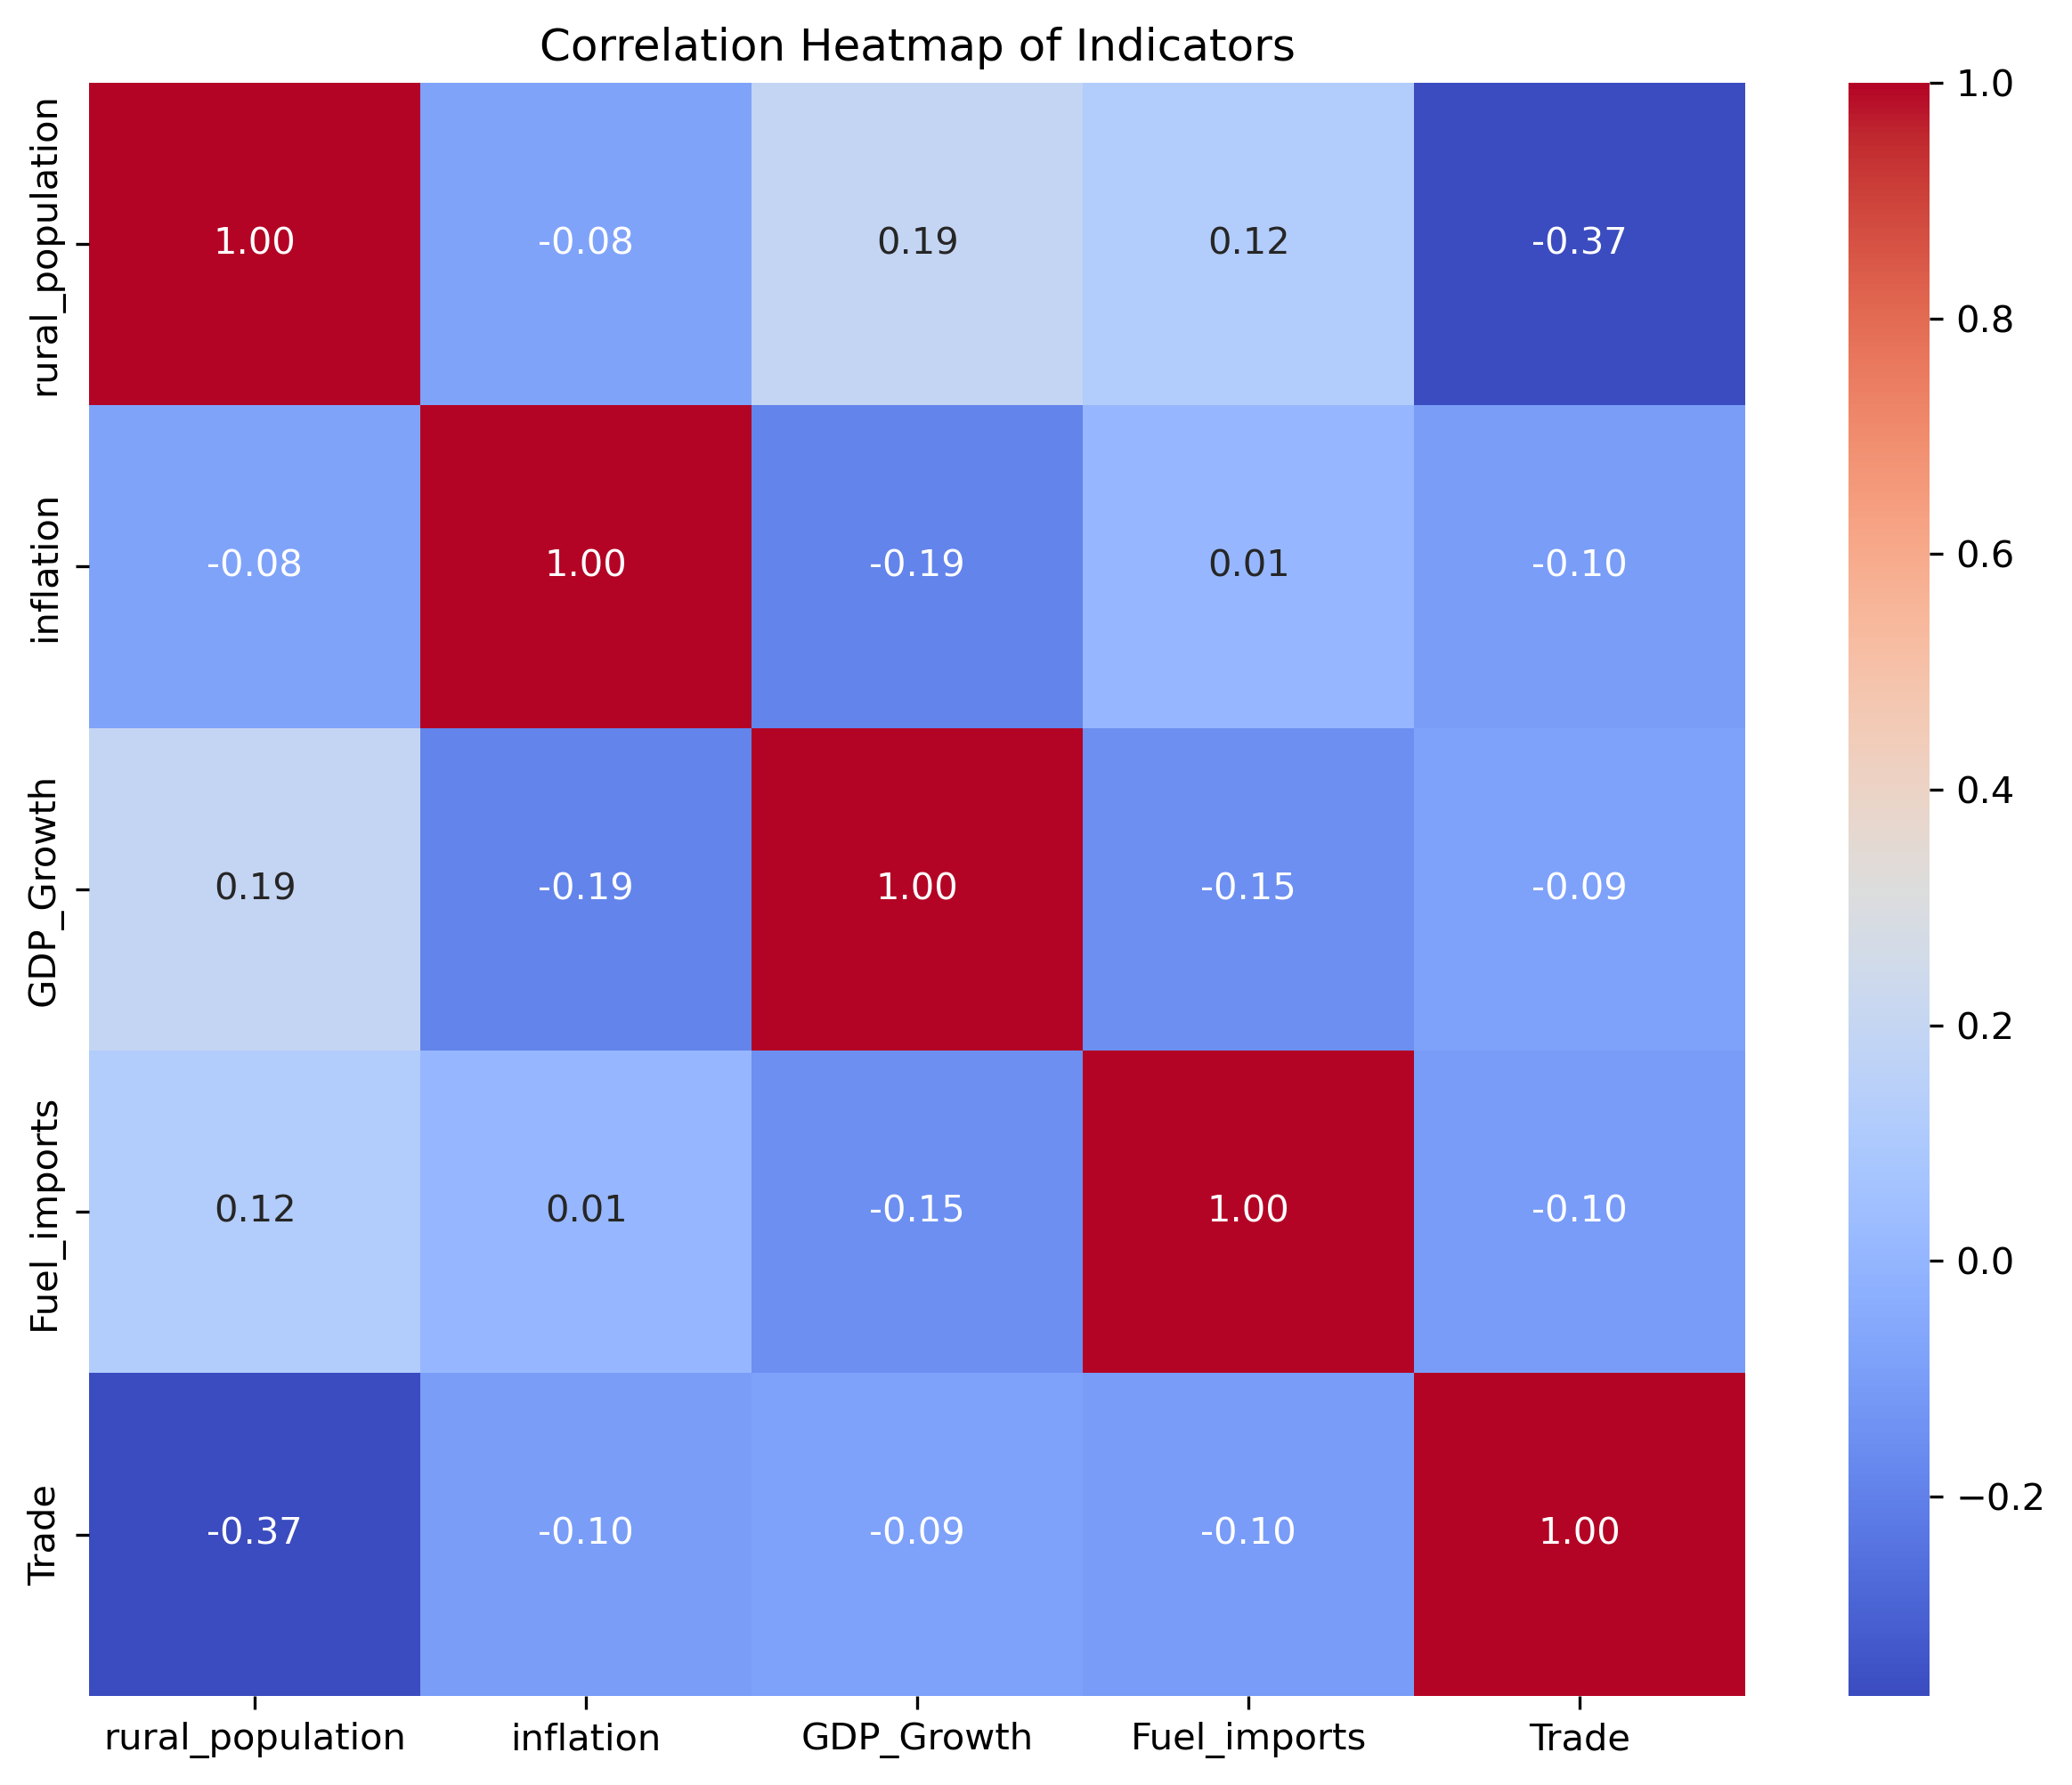 Correlation Heatmap of Indicators
rural_population 1.00 -0.08 0.19 0.12 -0.37
inflation -0.08 1.00 -0.19 0.01 -0.10
GDP_Growth 0.19 -0.19 1.00 -0.15 -0.09
Fuel_imports 0.12 0.01 -0.15 1.00 -0.10
Trade -0.37 -0.10 -0.09 -0.10 1.00
rural_population inflation GDP_Growth Fuel_imports Trade
1.0
0.8
0.6
0.4
0.2
0.0
−0.2